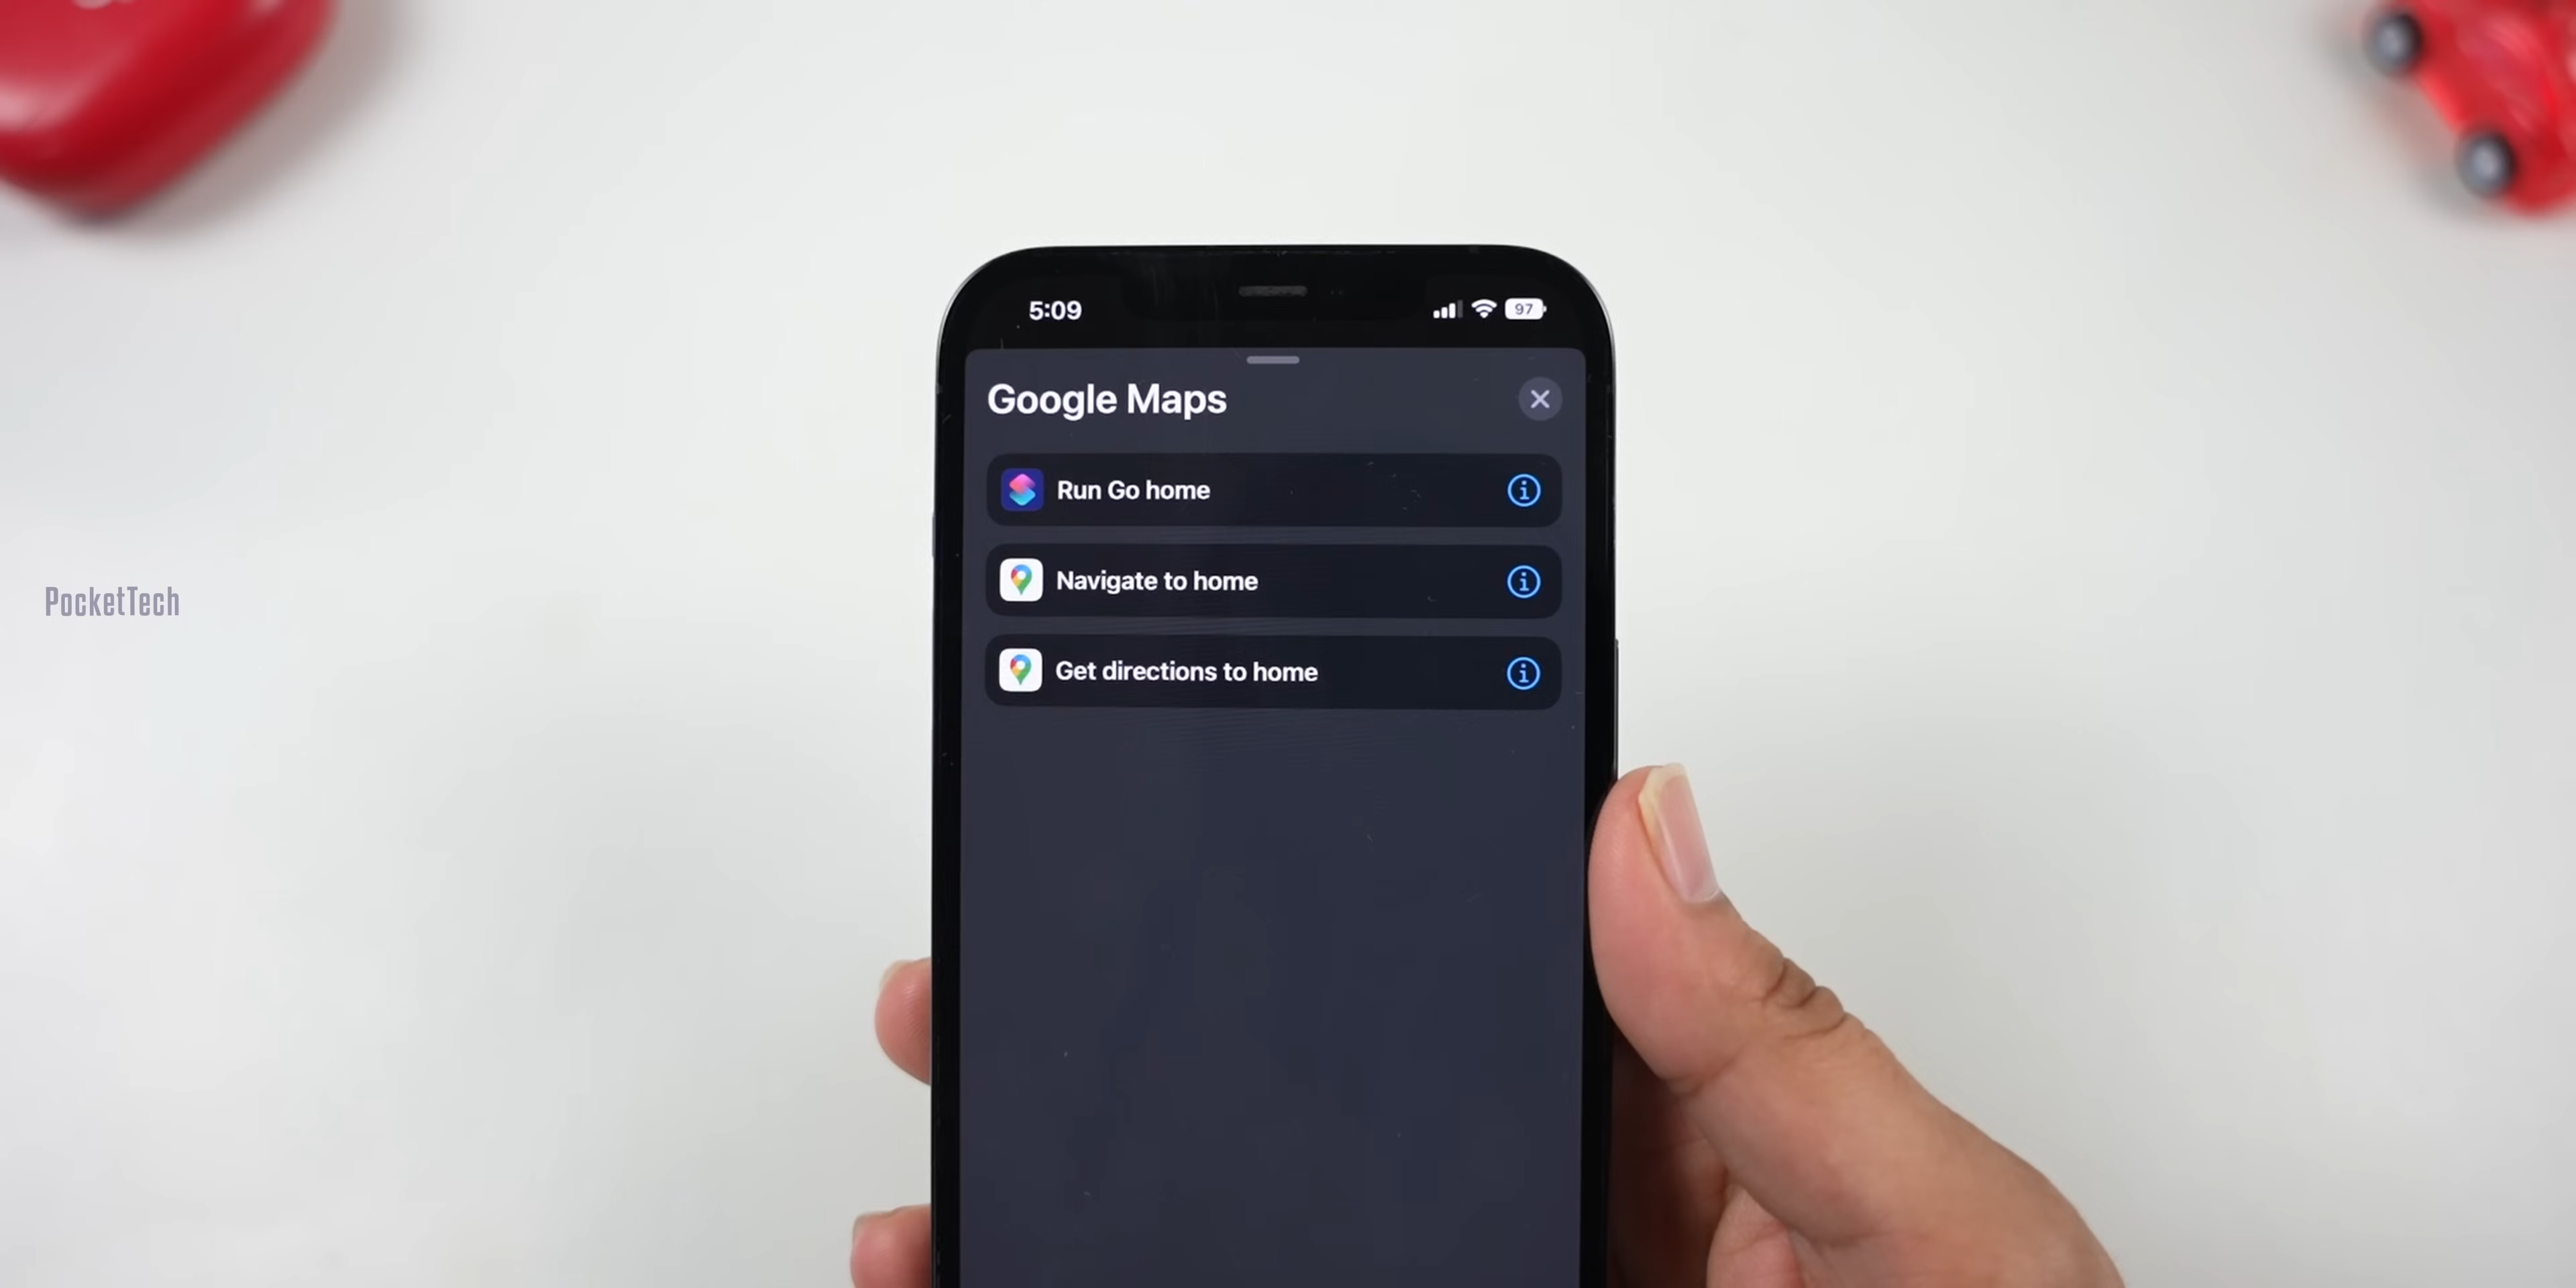 5:09
97
Google Maps
Run Go home
Navigate to home
Get directions to home
PocketTech